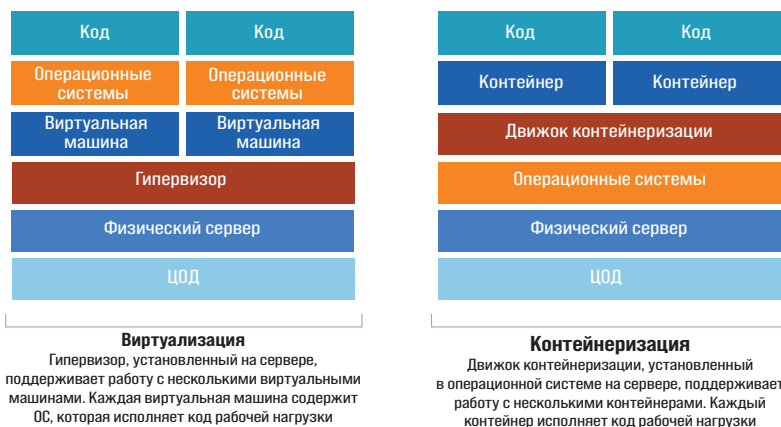 Код
Код
Операционные
системы
Операционные
системы
Виртуальная
машина
Виртуальная
машина
Гипервизор
Физический сервер
ЦОД
Виртуализация
Гипервизор, установленный на сервере,
поддерживает работу с несколькими виртуальными
машинами. Каждая виртуальная машина содержит
ОС, которая исполняет код рабочей нагрузки
Код
Код
Контейнер
Контейнер
Движок контейнеризации
Операционные системы
Физический сервер
ЦОД
Контейнеризация
Движок контейнеризации, установленный
в операционной системе на сервере, поддерживает
работу с несколькими контейнерами. Каждый
контейнер исполняет код рабочей нагрузки